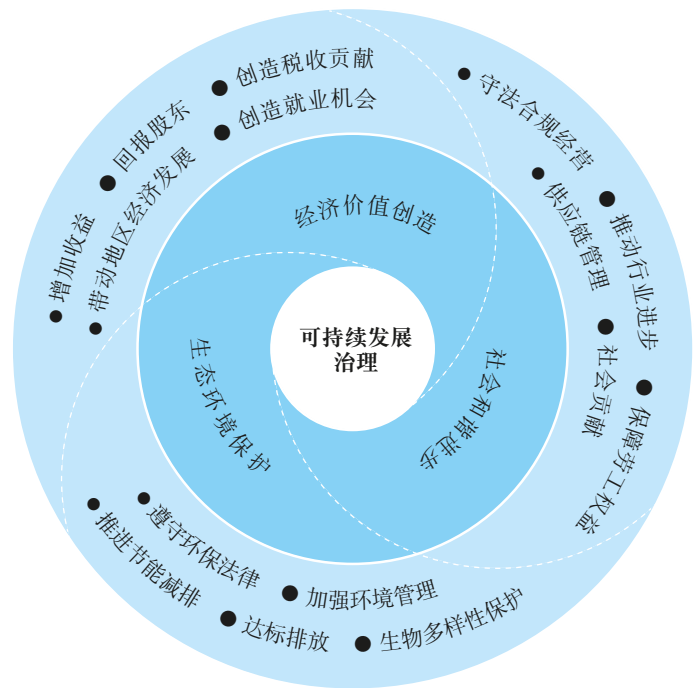 可持续发展
治理
经济价值创造
增加收益
回报股东
创造税收贡献
带动地区经济发展
创造就业机会
社会和谐进步
守法合规经营
推动行业进步
保障劳工权益
供应链管理
社会贡献
生态环境保护
遵守环保法律
加强环境管理
推进节能减排
达标排放
生物多样性保护